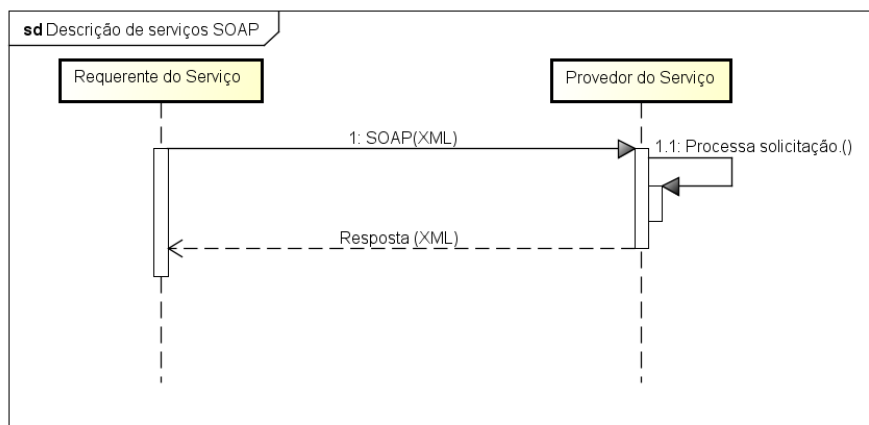 sd Descrição de serviços SOAP
Requerente do Serviço
Provedor do Serviço
1: SOAP(XML)
1.1: Processa solicitação.()
Resposta (XML)